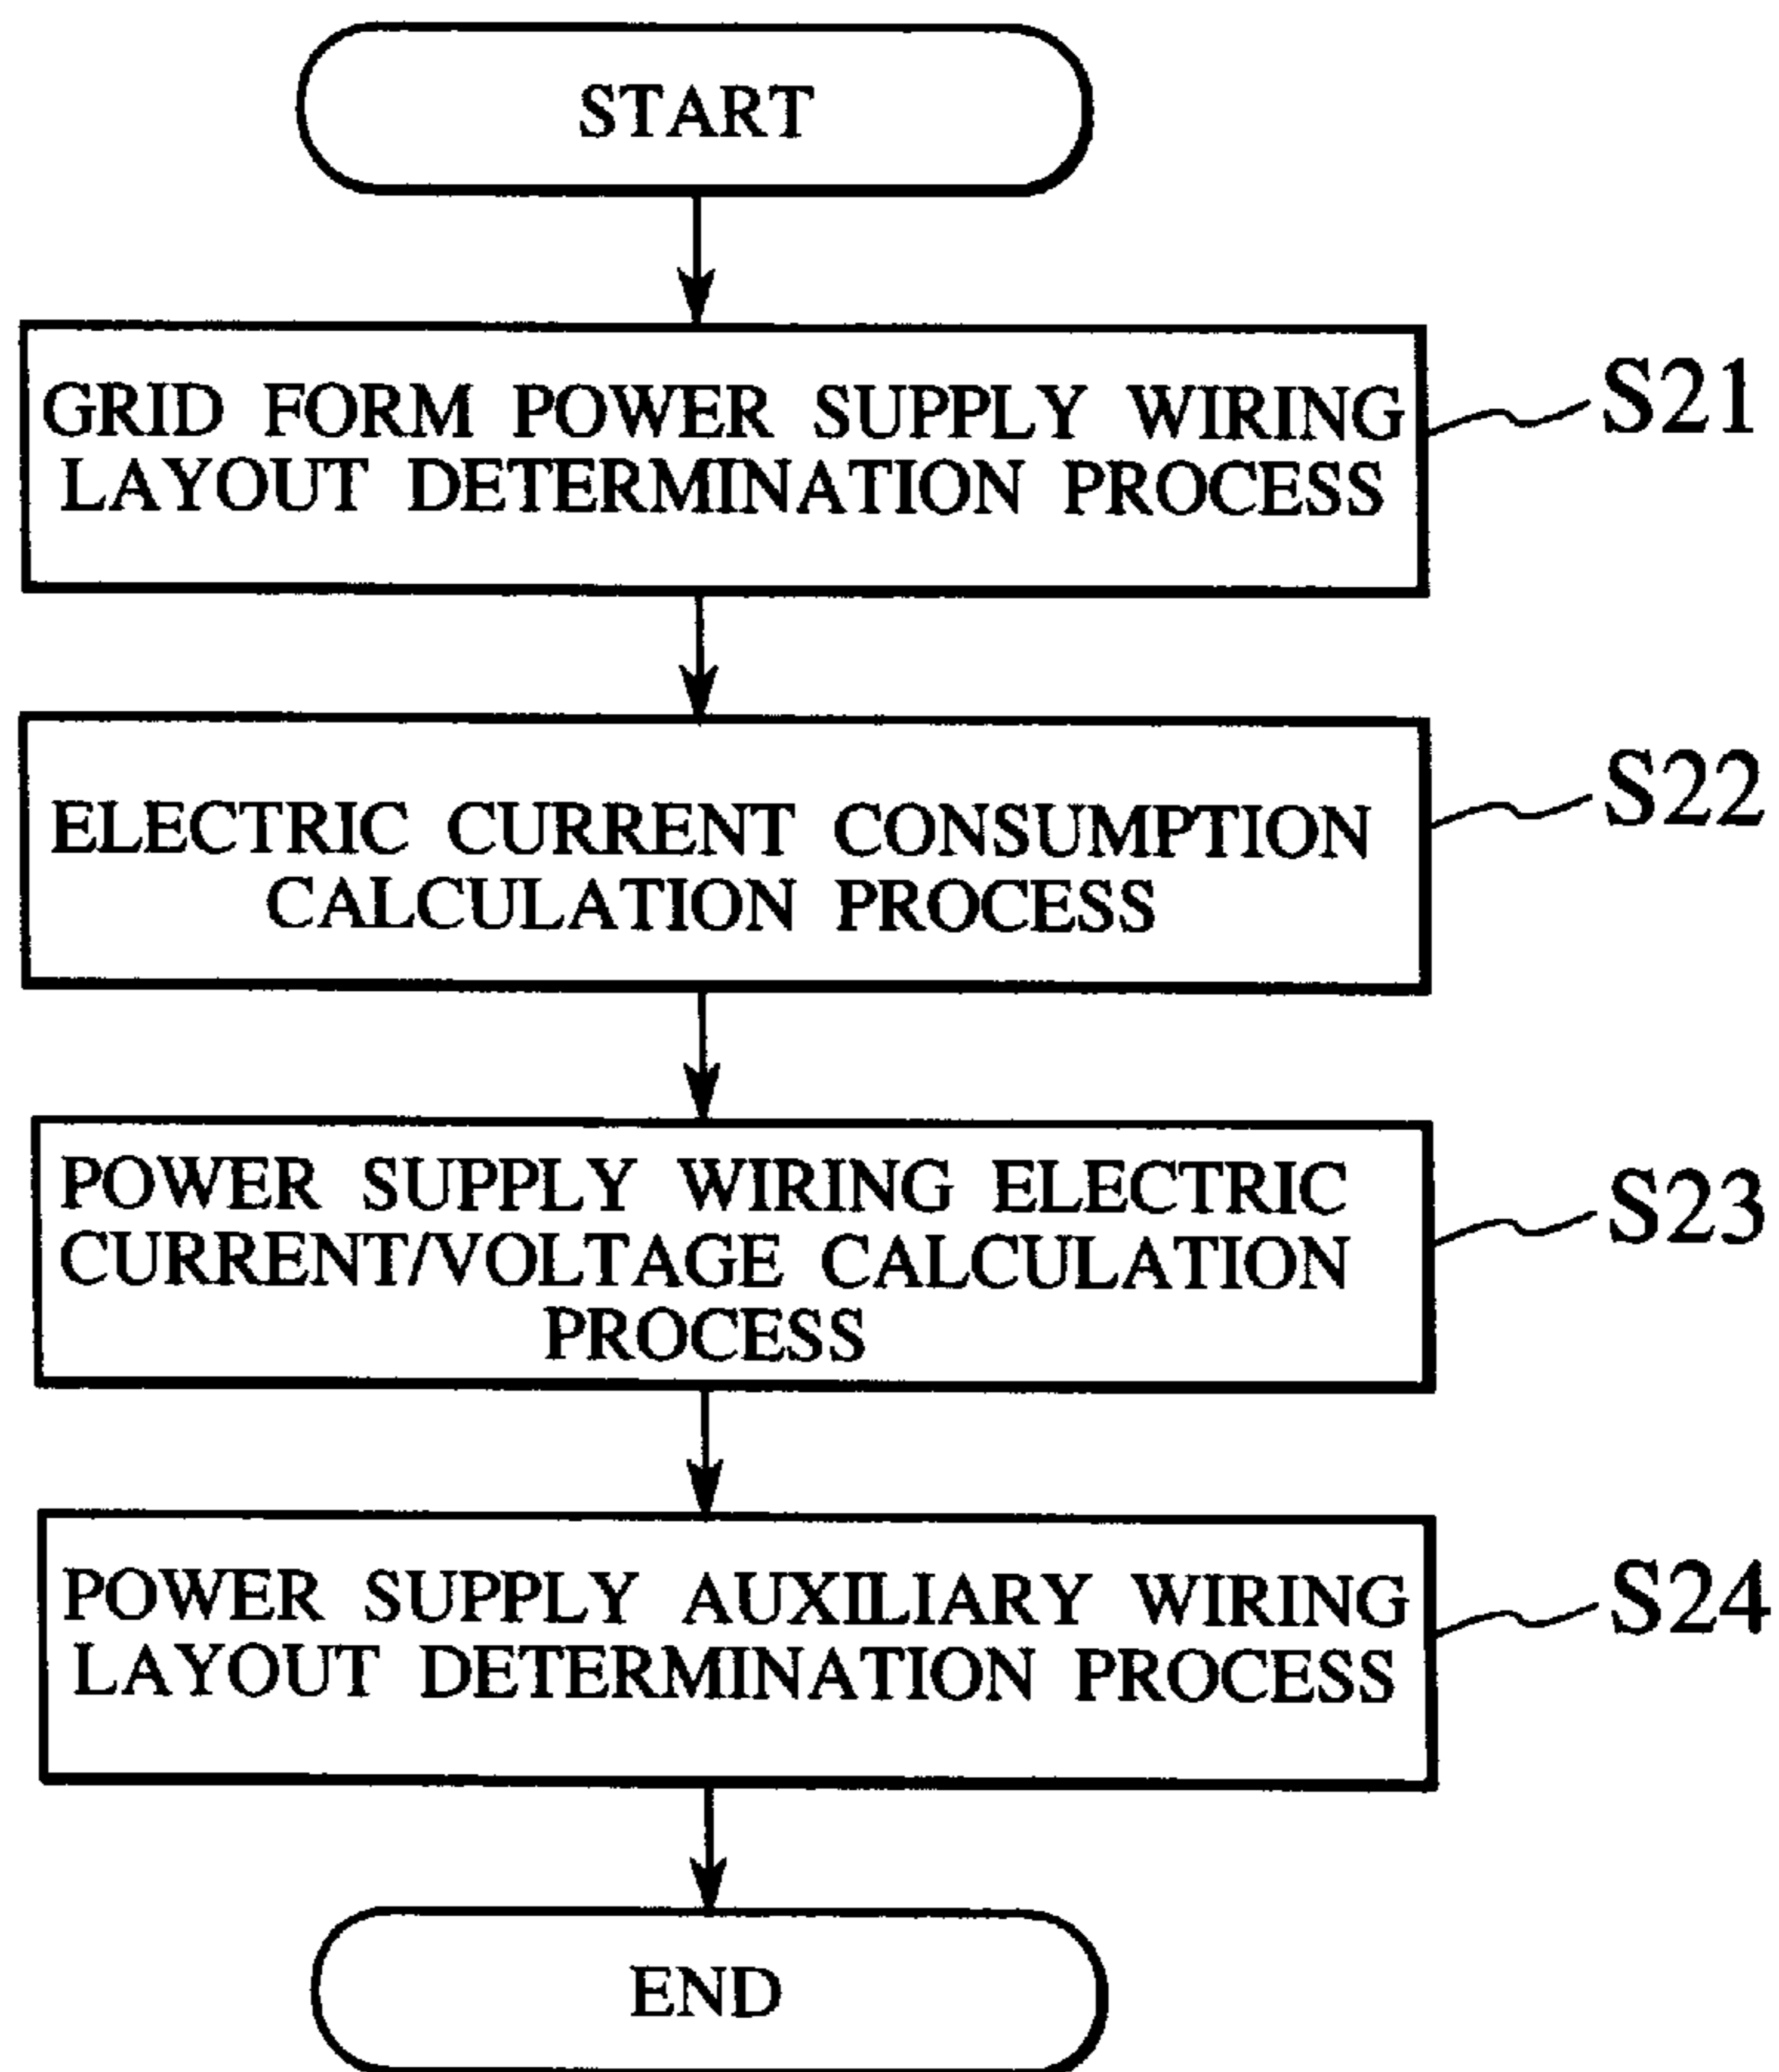 START
GRID FORM POWER SUPPLY WIRING
LAYOUT DETERMINATION PROCESS
S21
ELECTRIC CURRENT CONSUMPTION
CALCULATION PROCESS
S22
POWER SUPPLY WIRING ELECTRIC
CURRENT/VOLTAGE CALCULATION
PROCESS
S23
POWER SUPPLY AUXILIARY WIRING
LAYOUT DETERMINATION PROCESS
S24
END